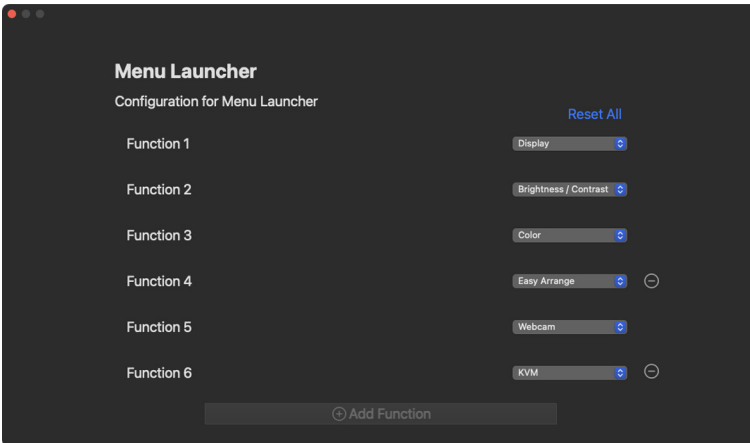 Menu Launcher
Configuration for Menu Launcher
Reset All
Function 1 Display
Function 2 Brightness / Contrast
Function 3 Color
Function 4 Easy Arrange
Function 5 Webcam
Function 6 KVM
Add Function